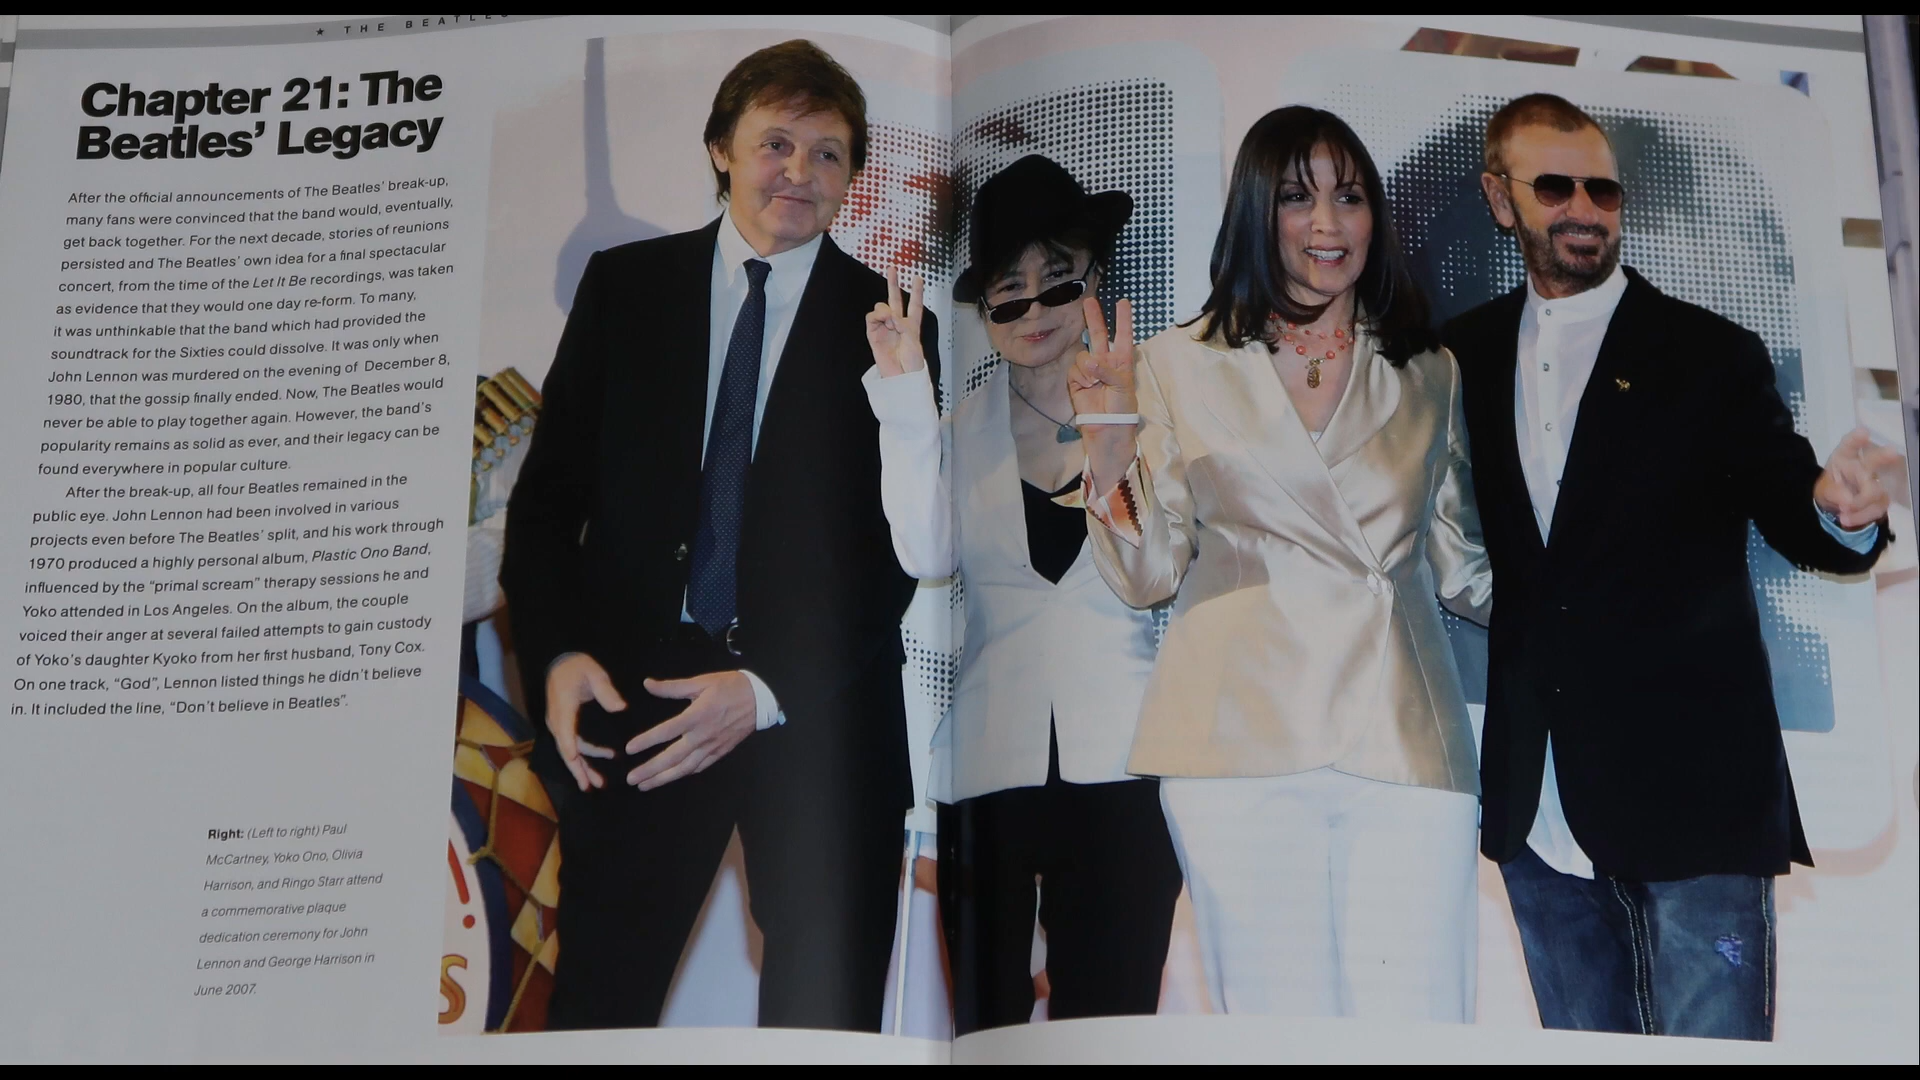 ★ THE BEATLES
Chapter 21: The
Beatles’ Legacy
After the official announcements of The Beatles’ break-up,
many fans were convinced that the band would, eventually,
get back together. For the next decade, stories of reunions
persisted and The Beatles’ own idea for a final spectacular
concert, from the time of the Let It Be recordings, was taken
as evidence that they would one day re-form. To many,
it was unthinkable that the band which had provided the
soundtrack for the Sixties could dissolve. It was only when
John Lennon was murdered on the evening of December 8,
1980, that the gossip finally ended. Now, The Beatles would
never be able to play together again. However, the band’s
popularity remains as solid as ever, and their legacy can be
found everywhere in popular culture.
After the break-up, all four Beatles remained in the
public eye. John Lennon had been involved in various
projects even before The Beatles’ split, and his work through
1970 produced a highly personal album, Plastic Ono Band,
influenced by the “primal scream” therapy sessions he and
Yoko attended in Los Angeles. On the album, the couple
voiced their anger at several failed attempts to gain custody
of Yoko’s daughter Kyoko from her first husband, Tony Cox.
On one track, “God”, Lennon listed things he didn’t believe
in. It included the line, “Don’t believe in Beatles”.
Right: (Left to right) Paul
McCartney, Yoko Ono, Olivia
Harrison, and Ringo Starr attend
a commemorative plaque
dedication ceremony for John
Lennon and George Harrison in
June 2007.